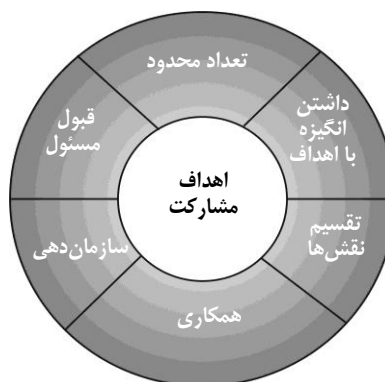 تعداد محدود
داشتن
انگیزه
با اهداف
قبول
مسئول
اهداف
مشارکت
تقسیم
نقش‌ها
سازمان‌دهی
همکاری